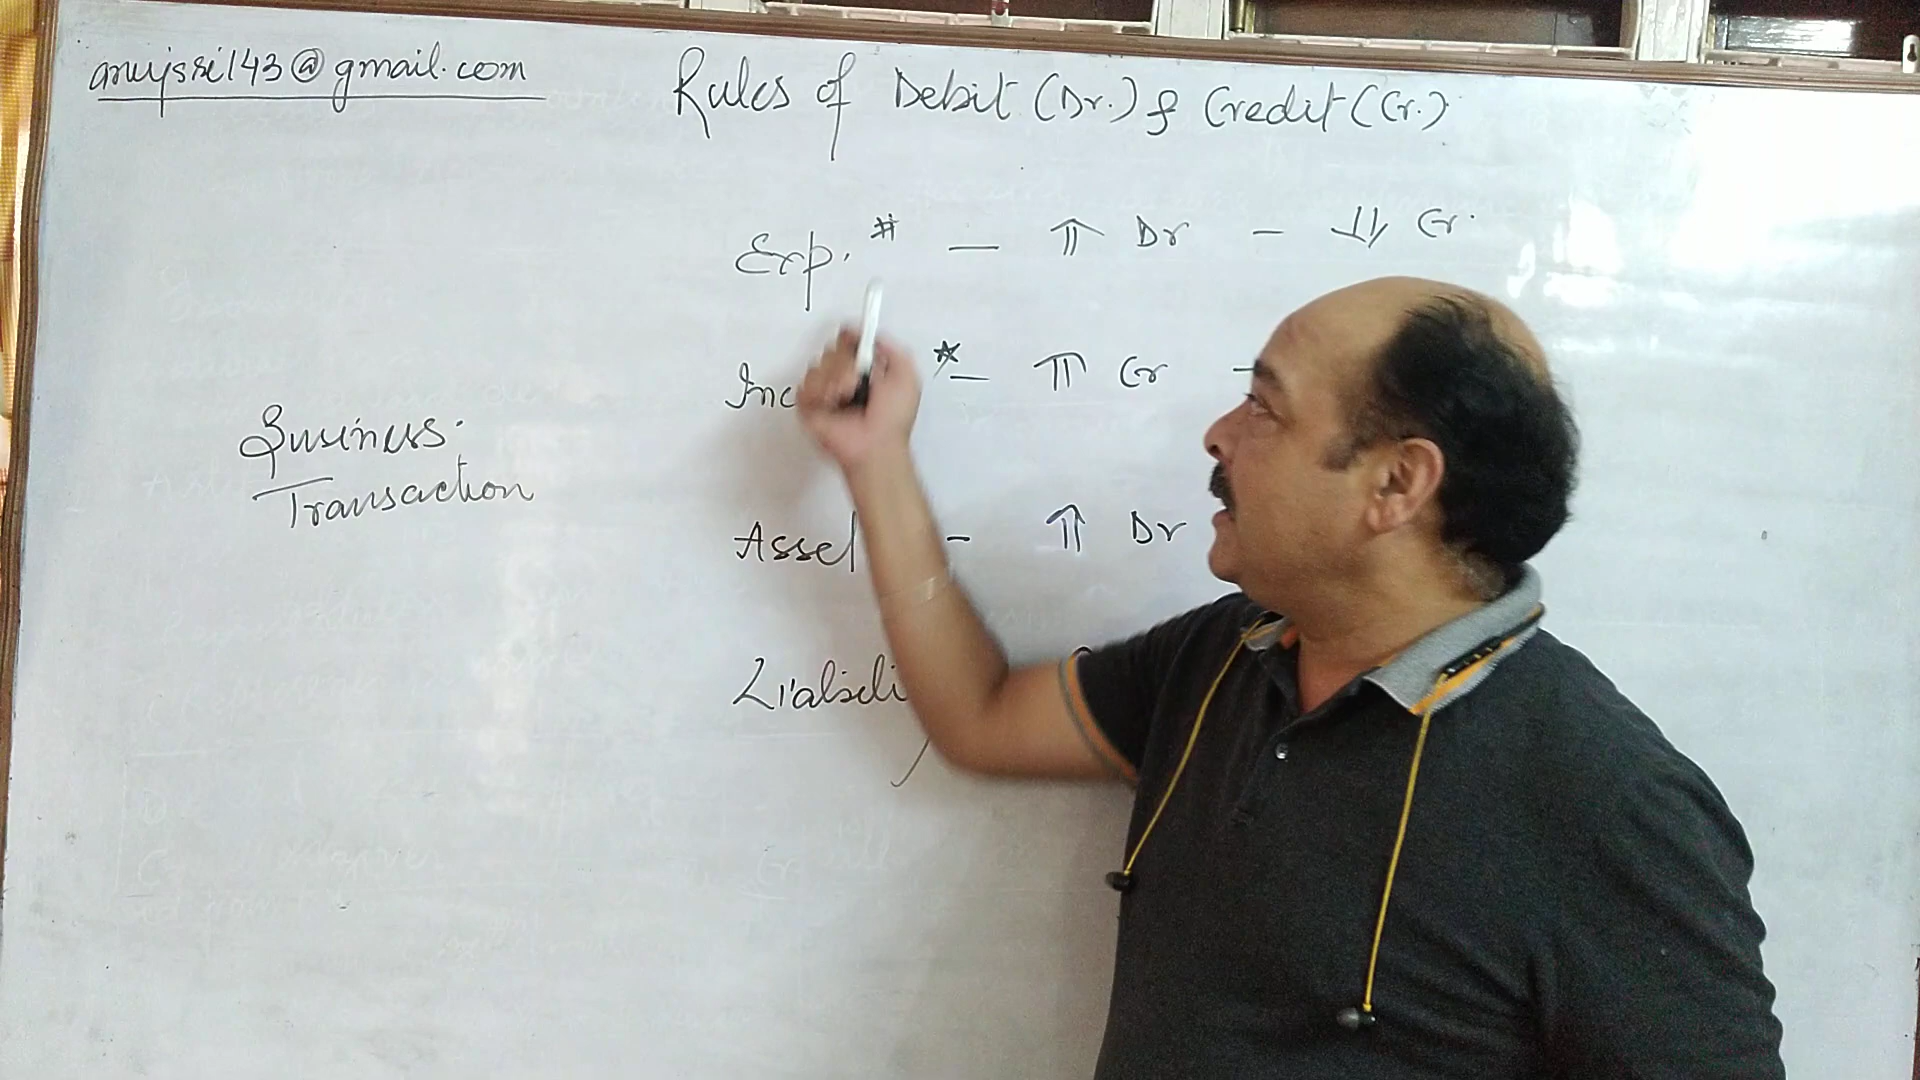 anujssi143@gmail.com
Rules of Debit (Dr.) & Credit (Cr.)
Exp. # — ⇑ Dr — ⇓ Cr.
Inc * — ⇑ Cr —
Business
Transaction
Asset — ⇑ Dr
Liabili